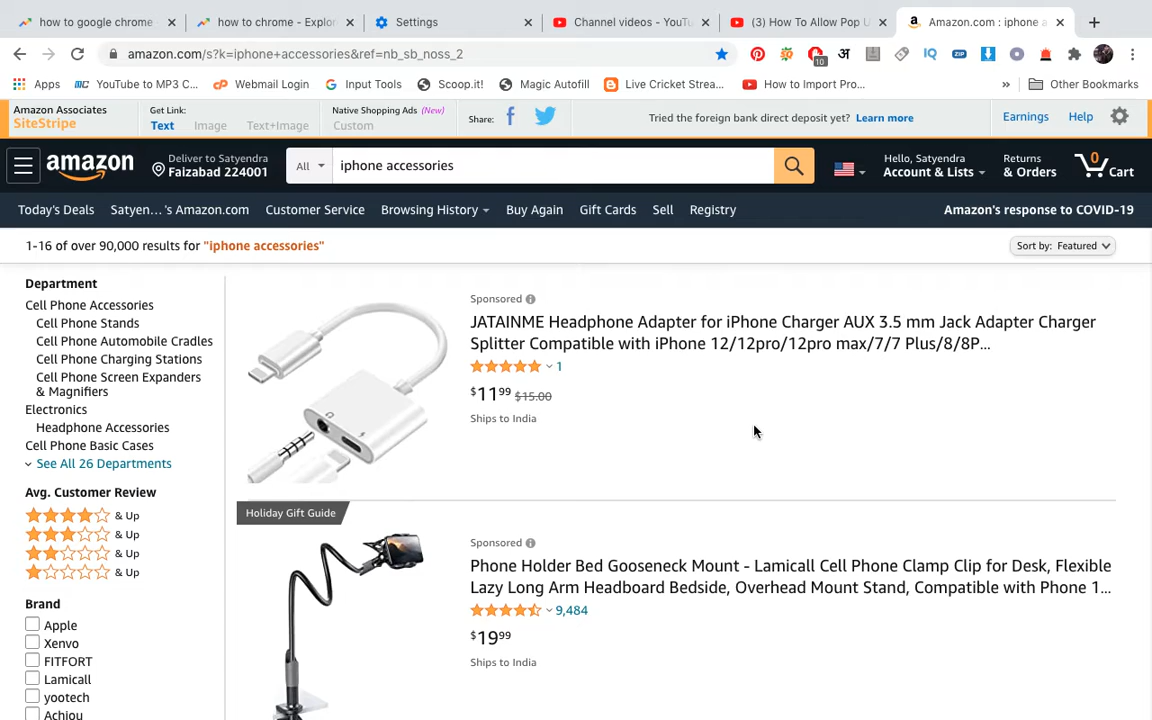 how to google chrome
how to chrome - Explor
Settings
Channel videos - YouTu
(3) How To Allow Pop U
Amazon.com : iphone a
amazon.com/s?k=iphone+accessories&ref=nb_sb_noss_2
10
अ
IQ
ZIP
Apps
YouTube to MP3 C...
Webmail Login
Input Tools
Scoop.it!
Magic Autofill
Live Cricket Strea...
How to Import Pro...
»
Other Bookmarks
Amazon Associates
SiteStripe
Get Link:
Text
Image
Text+Image
Native Shopping Ads (New)
Custom
Share:
Tried the foreign bank direct deposit yet? Learn more
Earnings
Help
amazon
Deliver to Satyendra
Faizabad 224001
All
iphone accessories
Hello, Satyendra
Account & Lists
Returns
& Orders
0
Cart
Today's Deals
Satyen...'s Amazon.com
Customer Service
Browsing History
Buy Again
Gift Cards
Sell
Registry
Amazon's response to COVID-19
1-16 of over 90,000 results for "iphone accessories"
Sort by: Featured
Department
Cell Phone Accessories
Cell Phone Stands
Cell Phone Automobile Cradles
Cell Phone Charging Stations
Cell Phone Screen Expanders
& Magnifiers
Electronics
Headphone Accessories
Cell Phone Basic Cases
See All 26 Departments
Avg. Customer Review
& Up
& Up
& Up
& Up
Brand
Apple
Xenvo
FITFORT
Lamicall
yootech
Achiou
Sponsored
JATAINME Headphone Adapter for iPhone Charger AUX 3.5 mm Jack Adapter Charger
Splitter Compatible with iPhone 12/12pro/12pro max/7/7 Plus/8/8P...
1
$11 99 $15.00
Ships to India
Holiday Gift Guide
Sponsored
Phone Holder Bed Gooseneck Mount - Lamicall Cell Phone Clamp Clip for Desk, Flexible
Lazy Long Arm Headboard Bedside, Overhead Mount Stand, Compatible with Phone 1...
9,484
$19 99
Ships to India